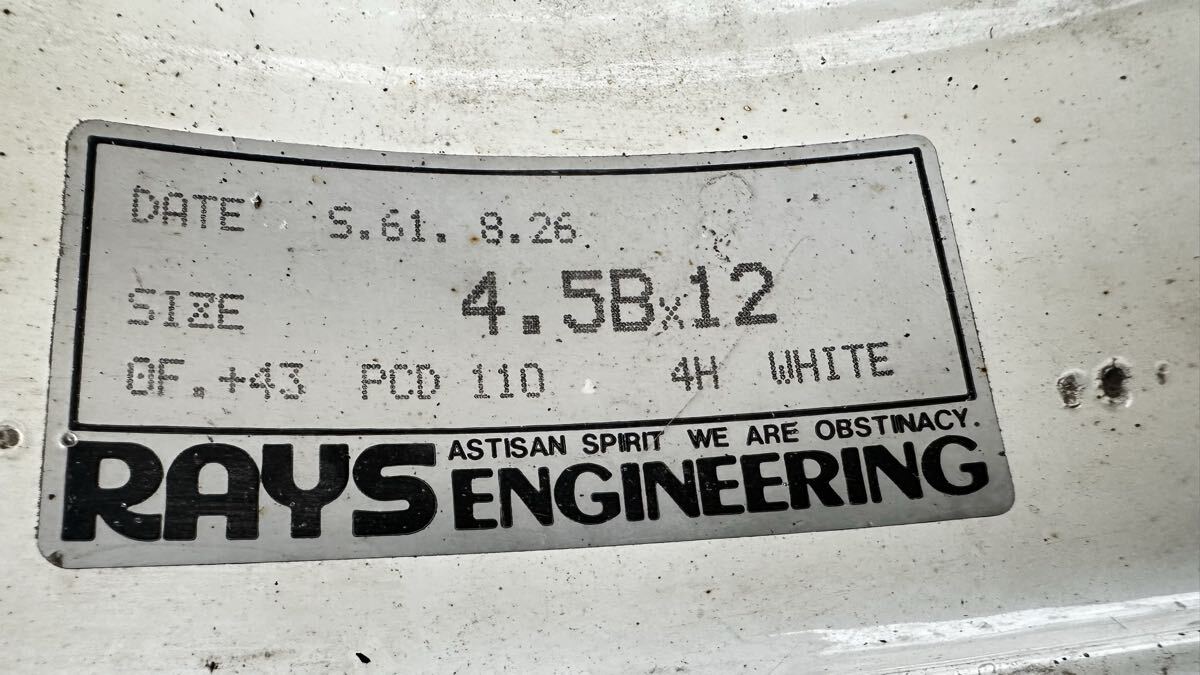 DATE S.61. 8.26
SIZE 4.5Bx12
OF.+43 PCD 110 4H WHITE
RAYS ASTISAN SPIRIT WE ARE OBSTINACY.
ENGINEERING